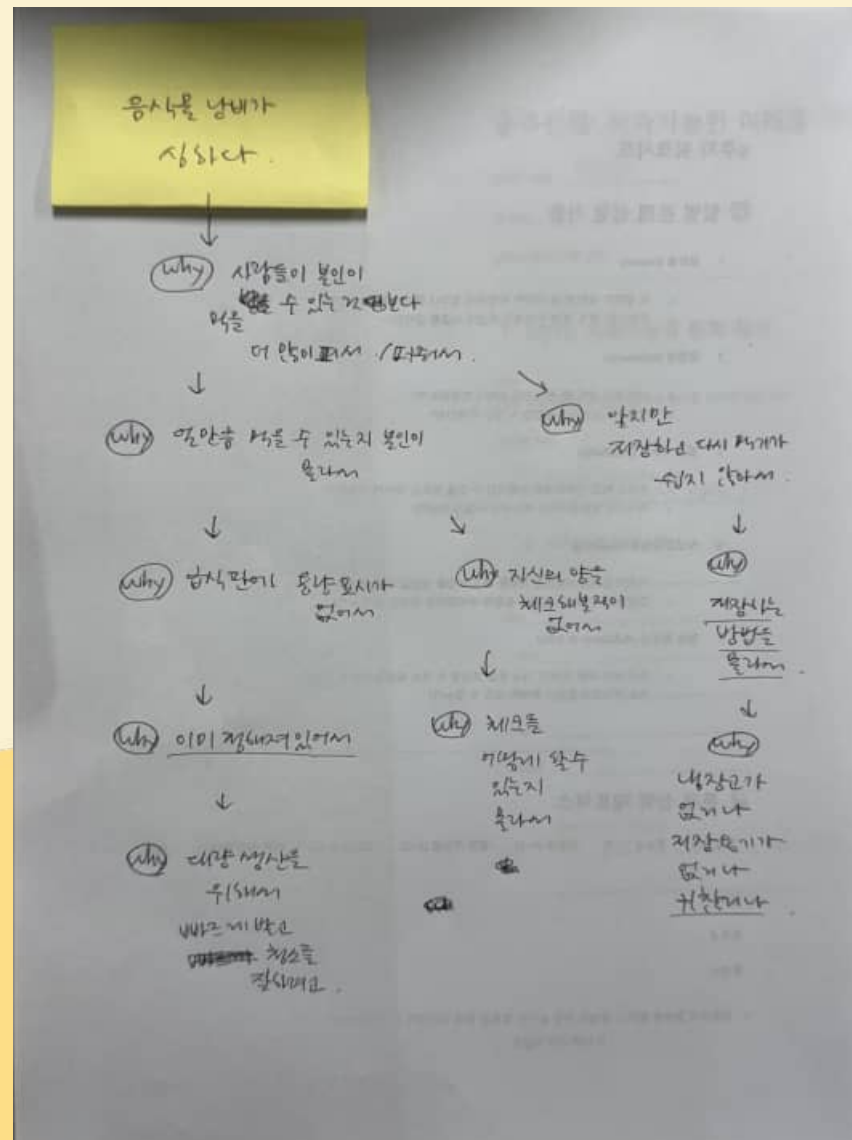 음식물 낭비가
심하다.
why 사람들이 본인이
먹을 수 있는 것보다
더 많이 퍼서 / 퍼줘서.
why 얼만큼 먹을 수 있는지 본인이
몰라서
why 알지만
저장하고 다시 먹기가
쉽지 않아서.
why 급식판에 용량 표시가
없어서
why 자신의 양을
체크해본적이
없어서
why
저장하는
방법을
몰라서.
why 이미 정해져 있어서
why 체크를
어떻게 할 수
있는지
몰라서
why
냉장고가
없거나
저장용기가
없거나
귀찮거나.
why 대량 생산을
위해서
빠르게 받고
청소를
잘하려고.